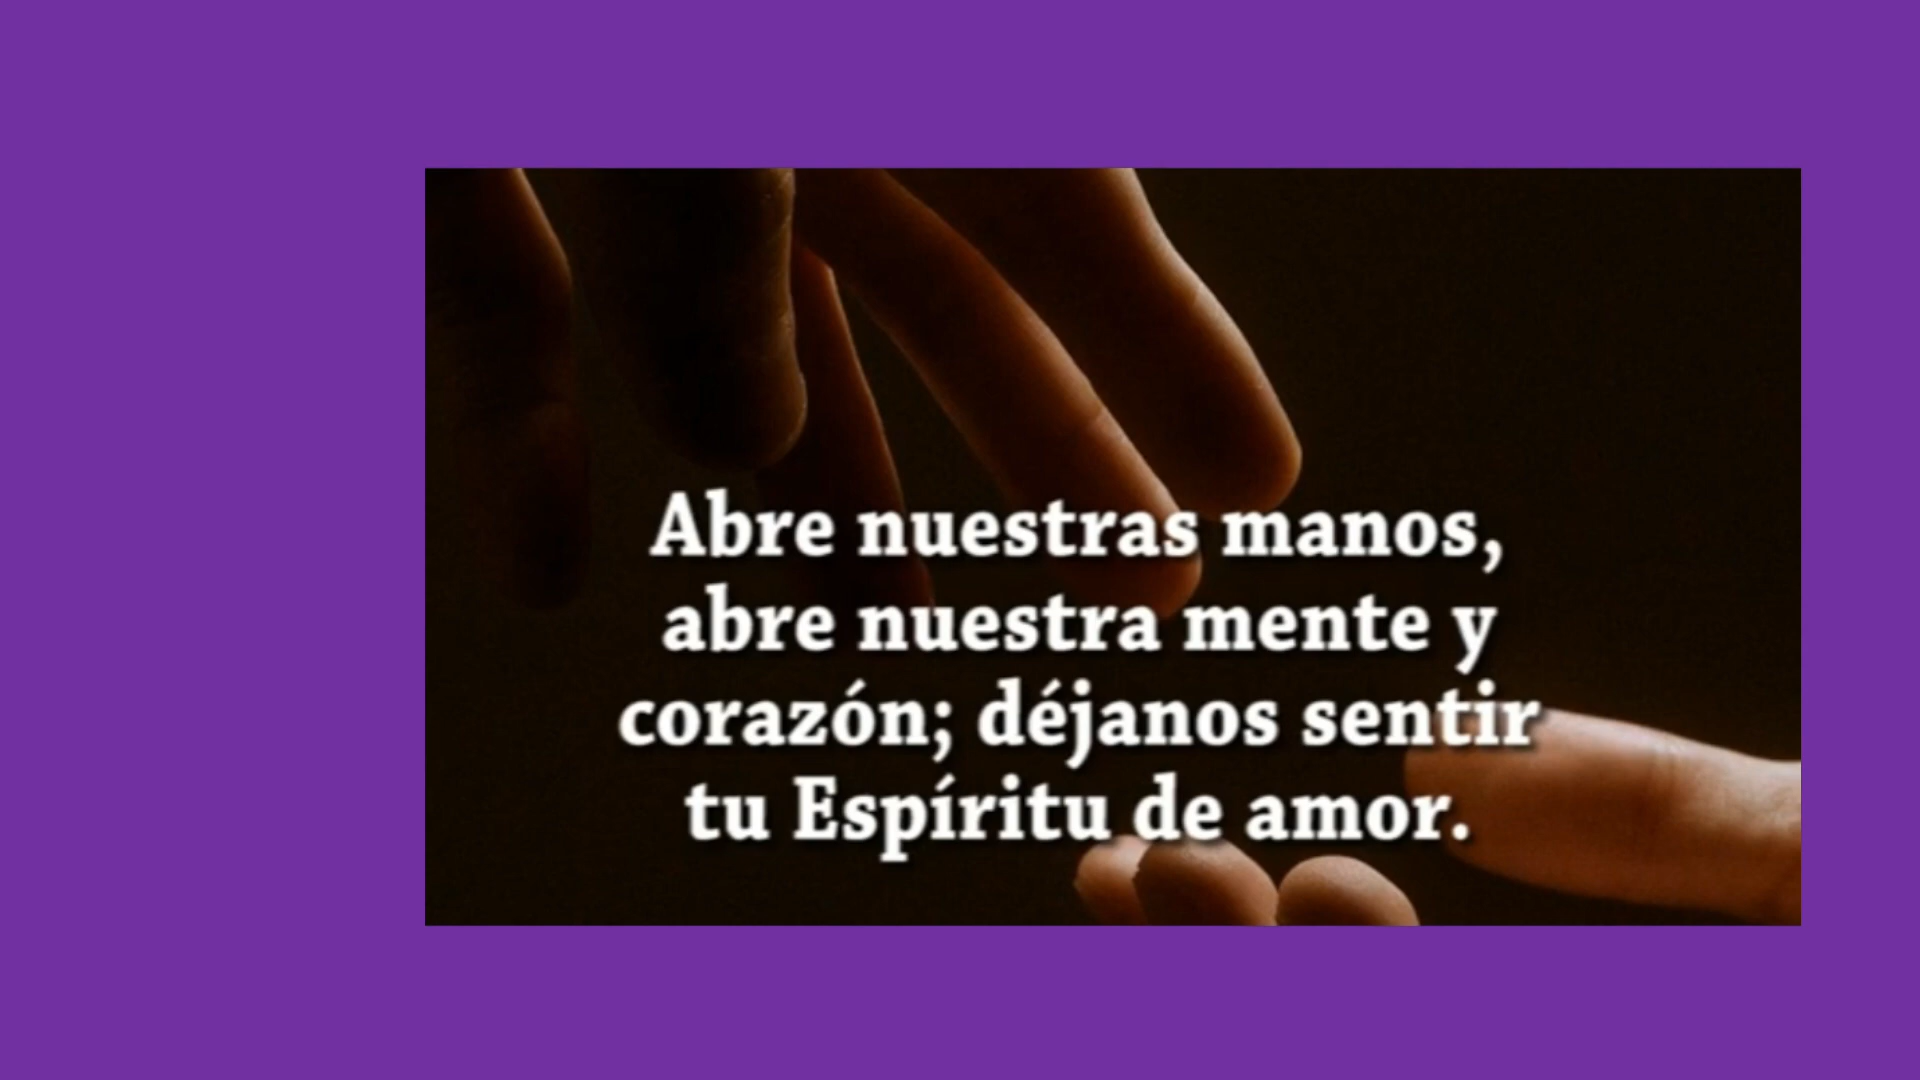 Abre nuestras manos,
abre nuestra mente y
corazón; déjanos sentir
tu Espíritu de amor.